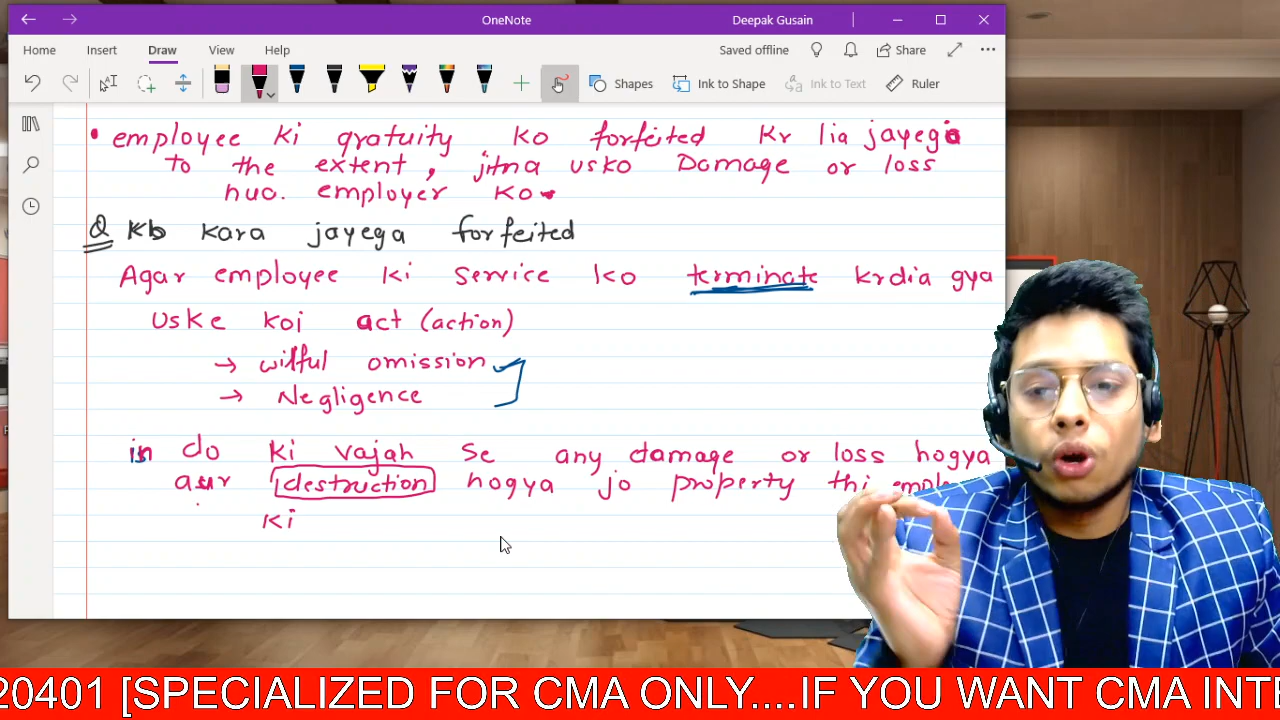 OneNote
Deepak Gusain
Home Insert Draw View Help
Saved offline Share
Shapes Ink to Shape Ink to Text Ruler
• employee ki gratuity ko forfeited Kr lia jayega
to the extent, jitna usko Damage or loss
hua. employer Ko
Q Kb kara jayega forfeited
Agar employee ki service ko terminate krdia gya
uske koi act (action)
→ wilful omission
→ Negligence
in do ki vajah se any damage or loss hogya
aur destruction hogya jo property thi
ki
20401 [SPECIALIZED FOR CMA ONLY....IF YOU WANT CMA INTE